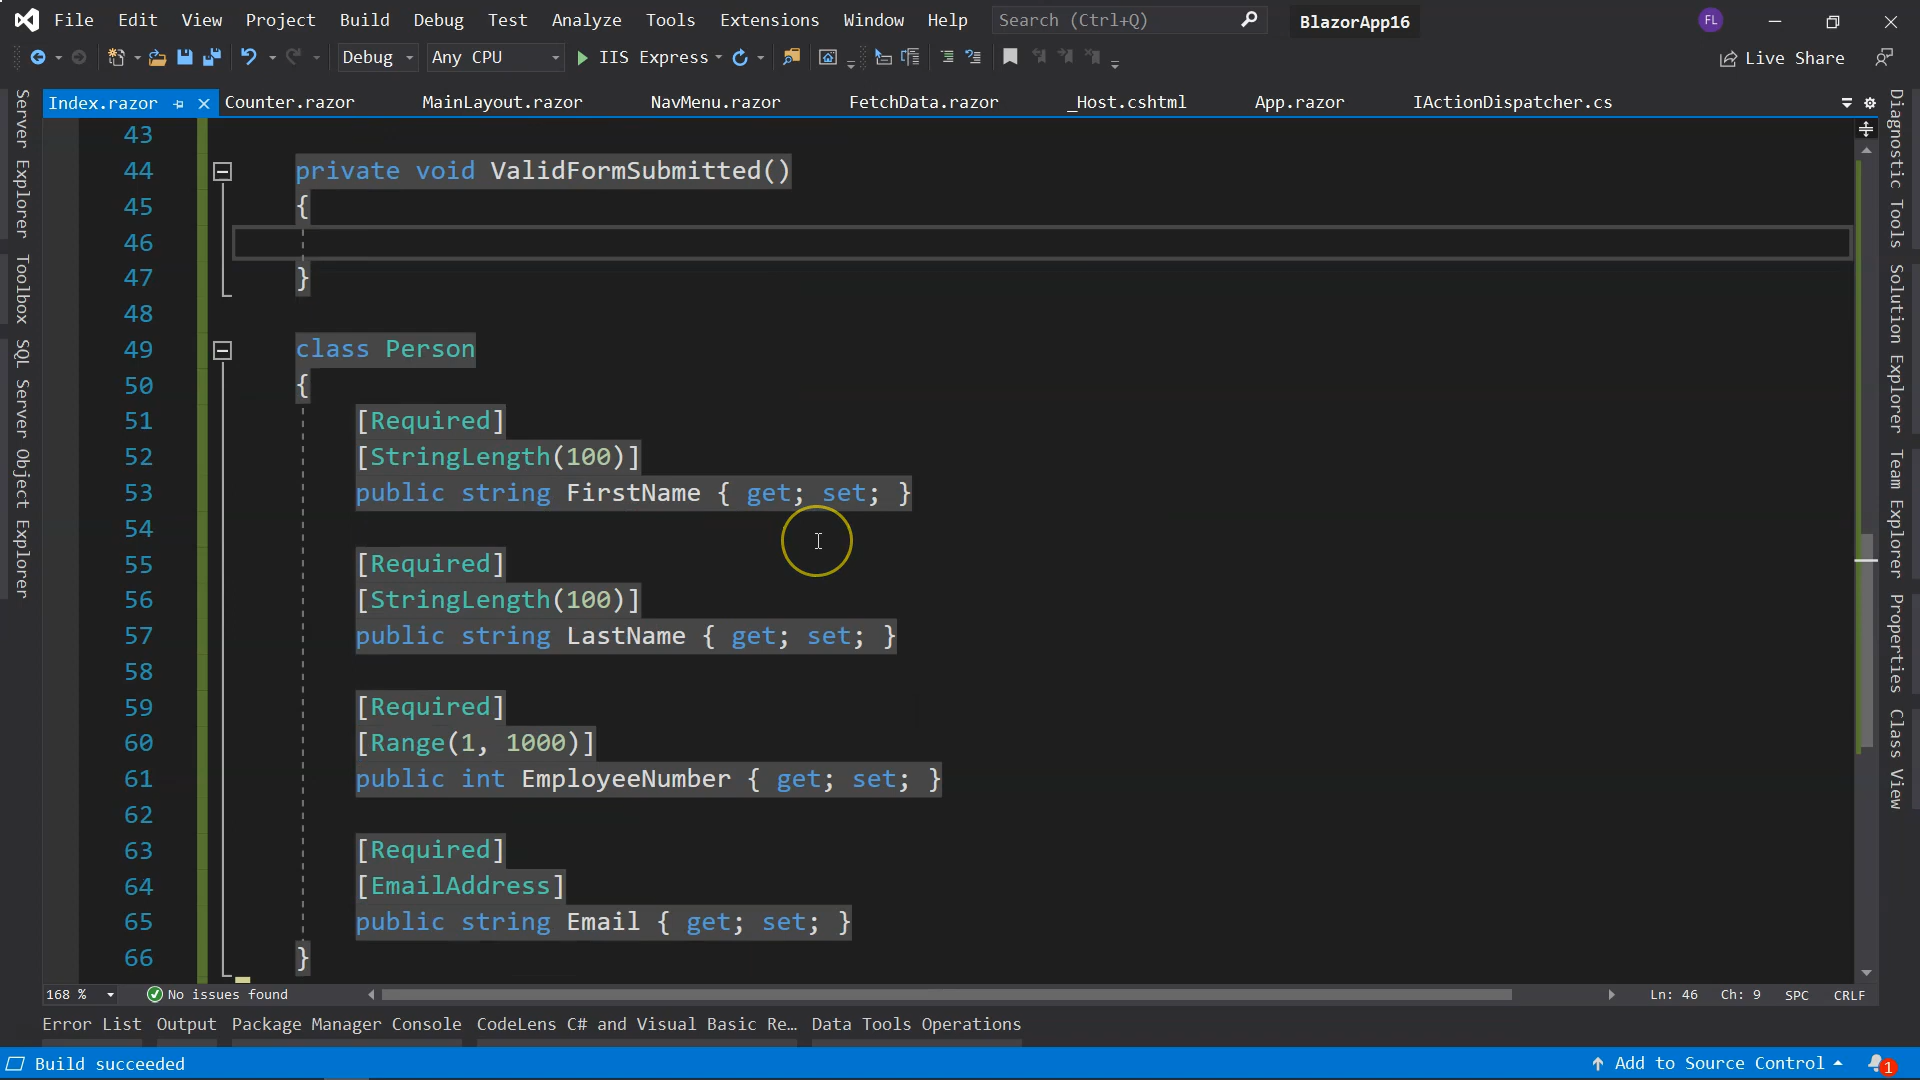 File Edit View Project Build Debug Test Analyze Tools Extensions Window Help Search (Ctrl+Q) BlazorApp16 FL
Debug Any CPU IIS Express Live Share
Index.razor Counter.razor MainLayout.razor NavMenu.razor FetchData.razor _Host.cshtml App.razor IActionDispatcher.cs
Server Explorer
Toolbox
SQL Server Object Explorer
43
44 private void ValidFormSubmitted()
45 {
46
47 }
48
49 class Person
50 {
51 [Required]
52 [StringLength(100)]
53 public string FirstName { get; set; }
54
55 [Required]
56 [StringLength(100)]
57 public string LastName { get; set; }
58
59 [Required]
60 [Range(1, 1000)]
61 public int EmployeeNumber { get; set; }
62
63 [Required]
64 [EmailAddress]
65 public string Email { get; set; }
66 }
Diagnostic Tools
Solution Explorer
Team Explorer
Properties
Class View
168 % No issues found Ln: 46 Ch: 9 SPC CRLF
Error List Output Package Manager Console CodeLens C# and Visual Basic Re… Data Tools Operations
Build succeeded Add to Source Control 1